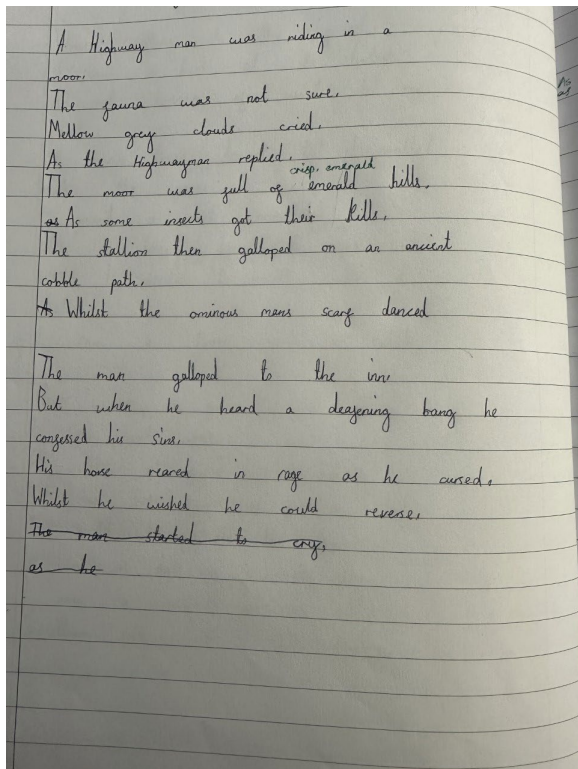 A Highway man was riding in a
moor.
The fauna was not sure.
Mellow grey clouds cried.
As the Highwayman replied.
crisp, emerald
The moor was full of emerald hills.
as As some insects got their kills.
The stallion then galloped on an ancient
cobble path.
As Whilst the ominous mans scarf danced
The man galloped to the inn.
But when he heard a deafening bang he
confessed his sins.
His horse reared in rage as he cursed.
Whilst he wished he could reverse.
The man started to cry,
as he